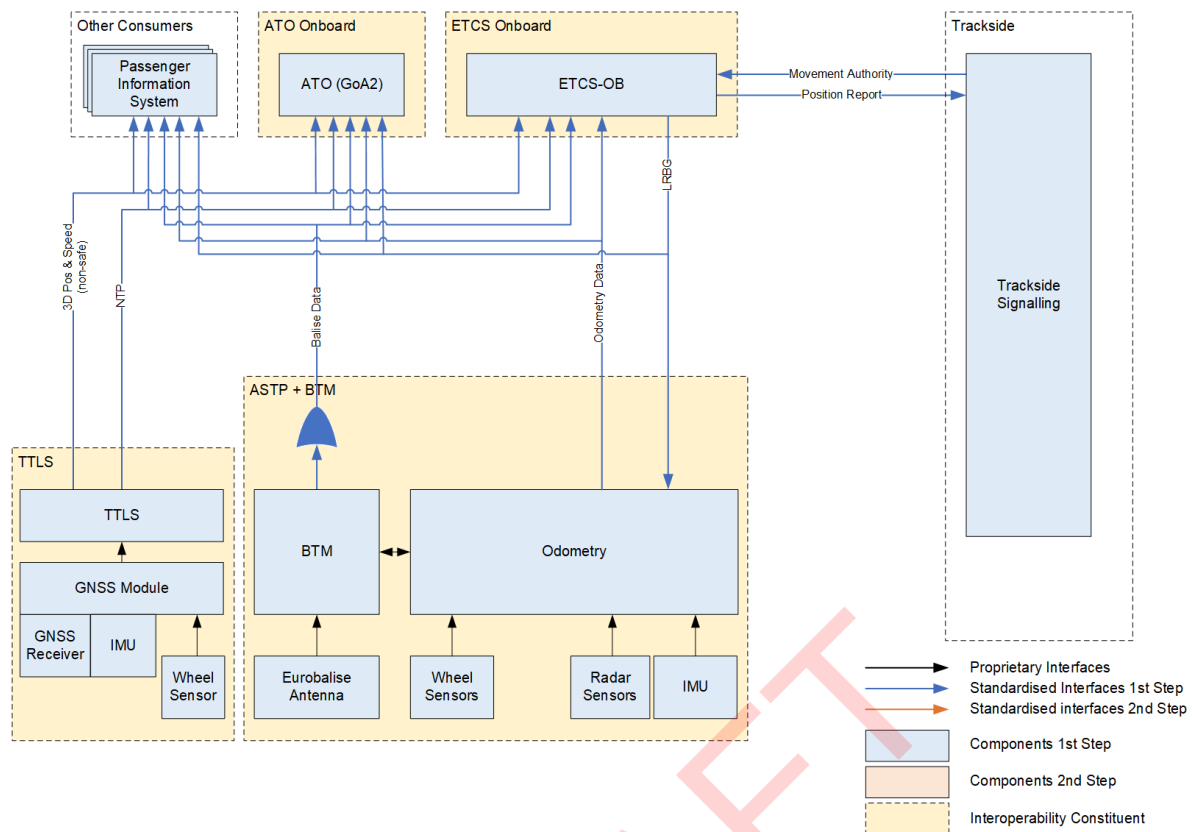 Other Consumers
ATO Onboard
ETCS Onboard
Trackside
Passenger
Information
System
ATO (GoA2)
ETCS-OB
Movement Authority
Position Report
LRBG
3D Pos & Speed
(non-safe)
NTP
Balise Data
Odometry Data
Trackside
Signalling
ASTP + BTM
TTLS
TTLS
BTM
Odometry
GNSS Module
GNSS
Receiver
IMU
Wheel
Sensor
Eurobalise
Antenna
Wheel
Sensors
Radar
Sensors
IMU
Proprietary Interfaces
Standardised Interfaces 1st Step
Standardised interfaces 2nd Step
Components 1st Step
Components 2nd Step
Interoperability Constituent